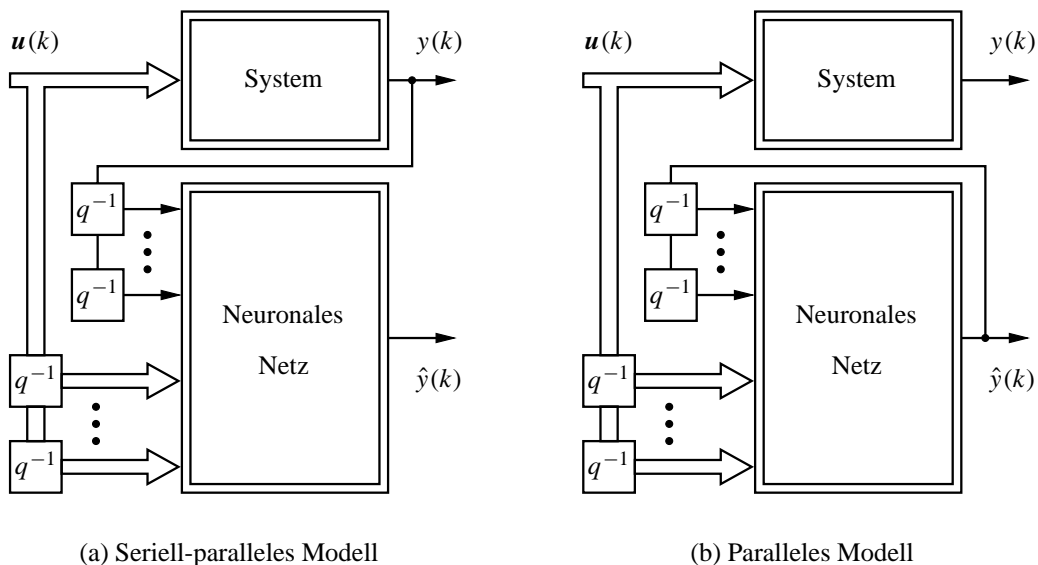 u(k)
y(k)
System
q⁻¹
q⁻¹
Neuronales
Netz
ŷ(k)
q⁻¹
q⁻¹
(a) Seriell-paralleles Modell
u(k)
y(k)
System
q⁻¹
q⁻¹
Neuronales
Netz
ŷ(k)
q⁻¹
q⁻¹
(b) Paralleles Modell